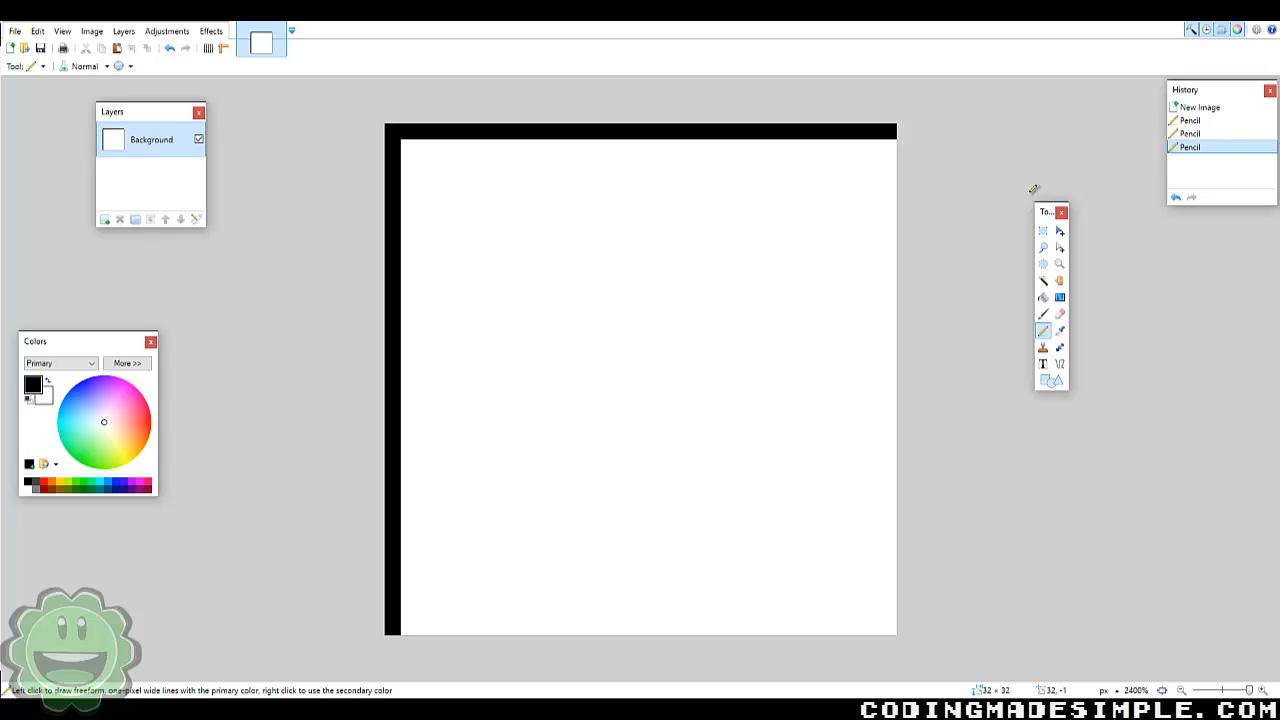 File Edit View Image Layers Adjustments Effects
Tool: Normal
Layers
Background
History
New Image
Pencil
Pencil
Pencil
To...
Colors
Primary More >>
Left click to draw freeform, one-pixel wide lines with the primary color, right click to use the secondary color
32 × 32 32, -1 px 2400%
CODINGMADESIMPLE.COM